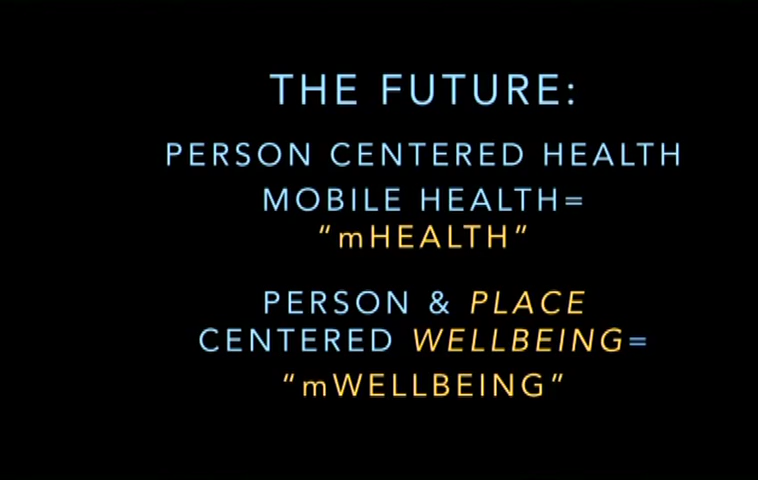 THE FUTURE:
PERSON CENTERED HEALTH
MOBILE HEALTH=
“mHEALTH”
PERSON & PLACE
CENTERED WELLBEING=
“mWELLBEING”